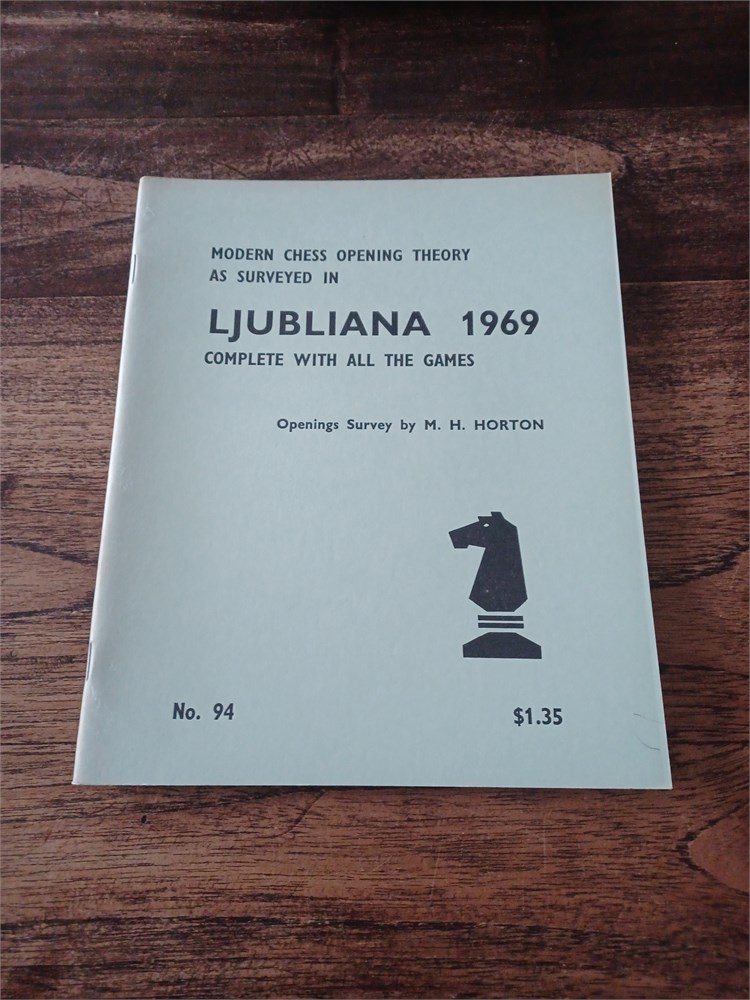 MODERN CHESS OPENING THEORY
AS SURVEYED IN
LJUBLIANA 1969
COMPLETE WITH ALL THE GAMES
Openings Survey by M. H. HORTON
No. 94
$1.35